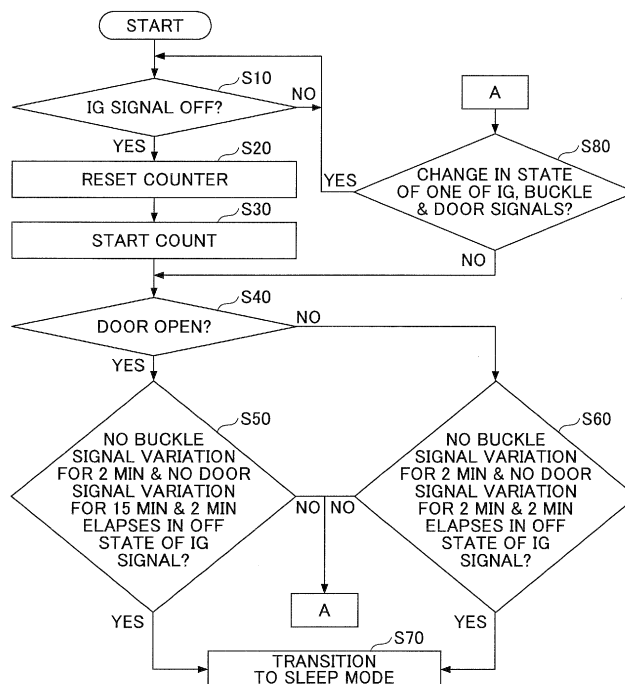 START
S10
IG SIGNAL OFF?
NO
YES
S20
RESET COUNTER
S30
START COUNT
A
S80
CHANGE IN STATE
OF ONE OF IG, BUCKLE
& DOOR SIGNALS?
YES
NO
S40
DOOR OPEN?
NO
YES
S50
NO BUCKLE
SIGNAL VARIATION
FOR 2 MIN & NO DOOR
SIGNAL VARIATION
FOR 15 MIN & 2 MIN
ELAPSES IN OFF
STATE OF IG
SIGNAL?
NO
YES
S60
NO BUCKLE
SIGNAL VARIATION
FOR 2 MIN & NO DOOR
SIGNAL VARIATION
FOR 2 MIN & 2 MIN
ELAPSES IN OFF
STATE OF IG
SIGNAL?
NO
YES
A
S70
TRANSITION
TO SLEEP MODE